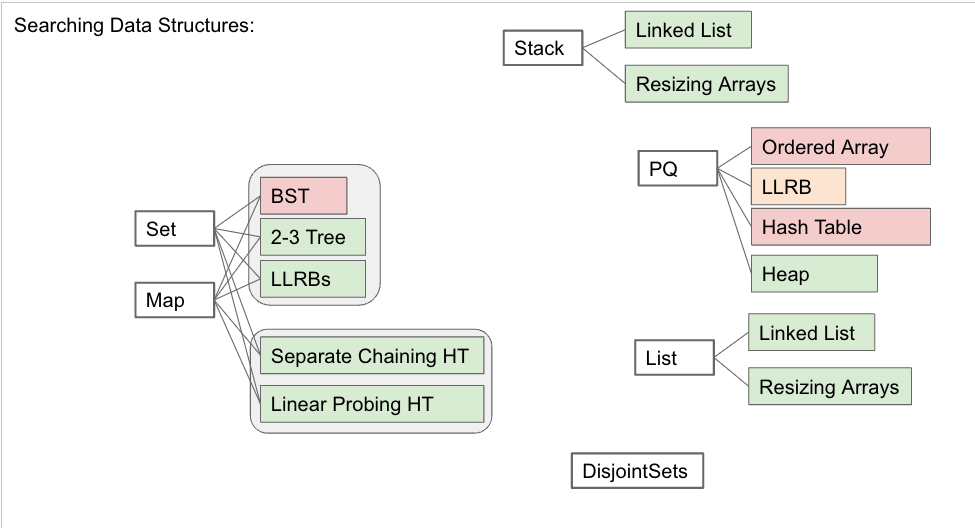 Searching Data Structures:
Stack
Linked List
Resizing Arrays
PQ
Ordered Array
LLRB
Hash Table
Heap
Set
Map
BST
2-3 Tree
LLRBs
Separate Chaining HT
Linear Probing HT
List
Linked List
Resizing Arrays
DisjointSets